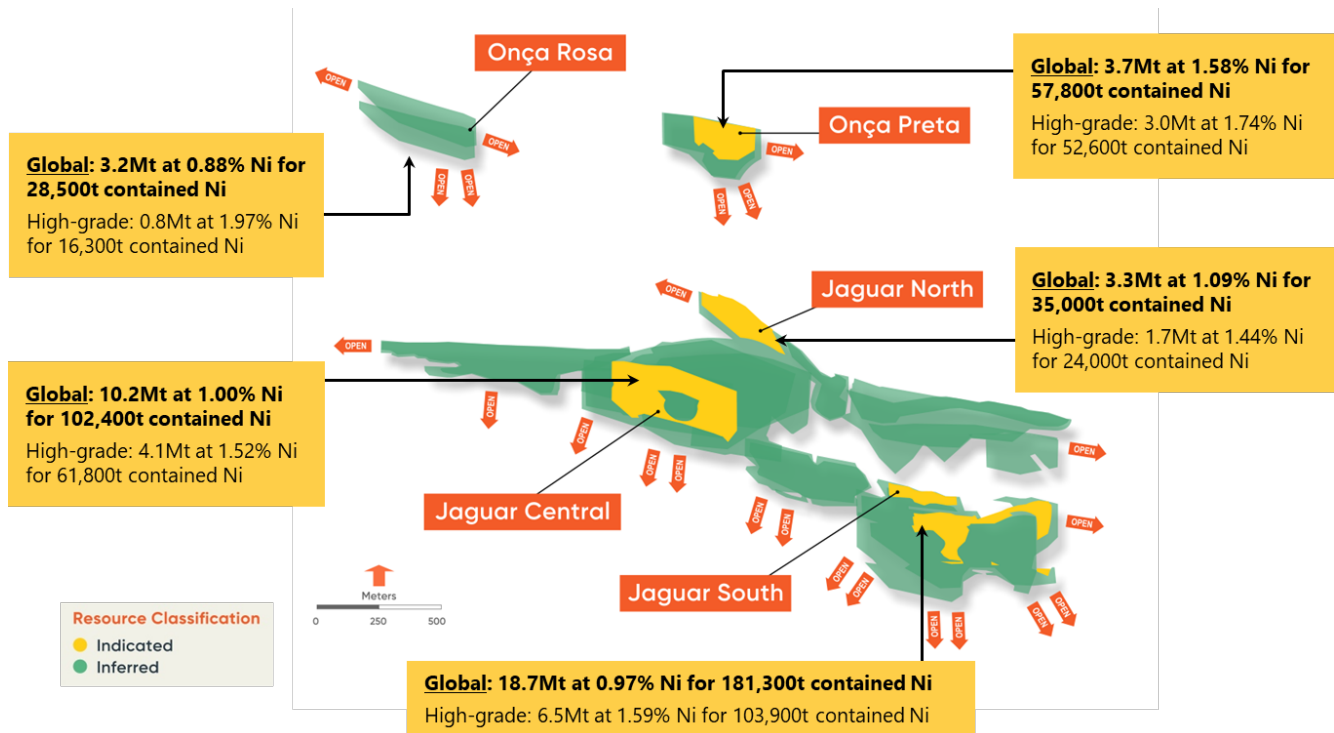 Onça Rosa
OPEN
OPEN
OPEN
OPEN
Global: 3.2Mt at 0.88% Ni for
28,500t contained Ni
High-grade: 0.8Mt at 1.97% Ni
for 16,300t contained Ni
Onça Preta
OPEN
OPEN
OPEN
Global: 3.7Mt at 1.58% Ni for
57,800t contained Ni
High-grade: 3.0Mt at 1.74% Ni
for 52,600t contained Ni
Jaguar North
OPEN
OPEN
Global: 3.3Mt at 1.09% Ni for
35,000t contained Ni
High-grade: 1.7Mt at 1.44% Ni
for 24,000t contained Ni
OPEN
OPEN
OPEN
OPEN
OPEN
Global: 10.2Mt at 1.00% Ni
for 102,400t contained Ni
High-grade: 4.1Mt at 1.52% Ni
for 61,800t contained Ni
Jaguar Central
OPEN
OPEN
OPEN
OPEN
OPEN
OPEN
OPEN
OPEN
OPEN
Jaguar South
Meters
0 250 500
Resource Classification
Indicated
Inferred
Global: 18.7Mt at 0.97% Ni for 181,300t contained Ni
High-grade: 6.5Mt at 1.59% Ni for 103,900t contained Ni